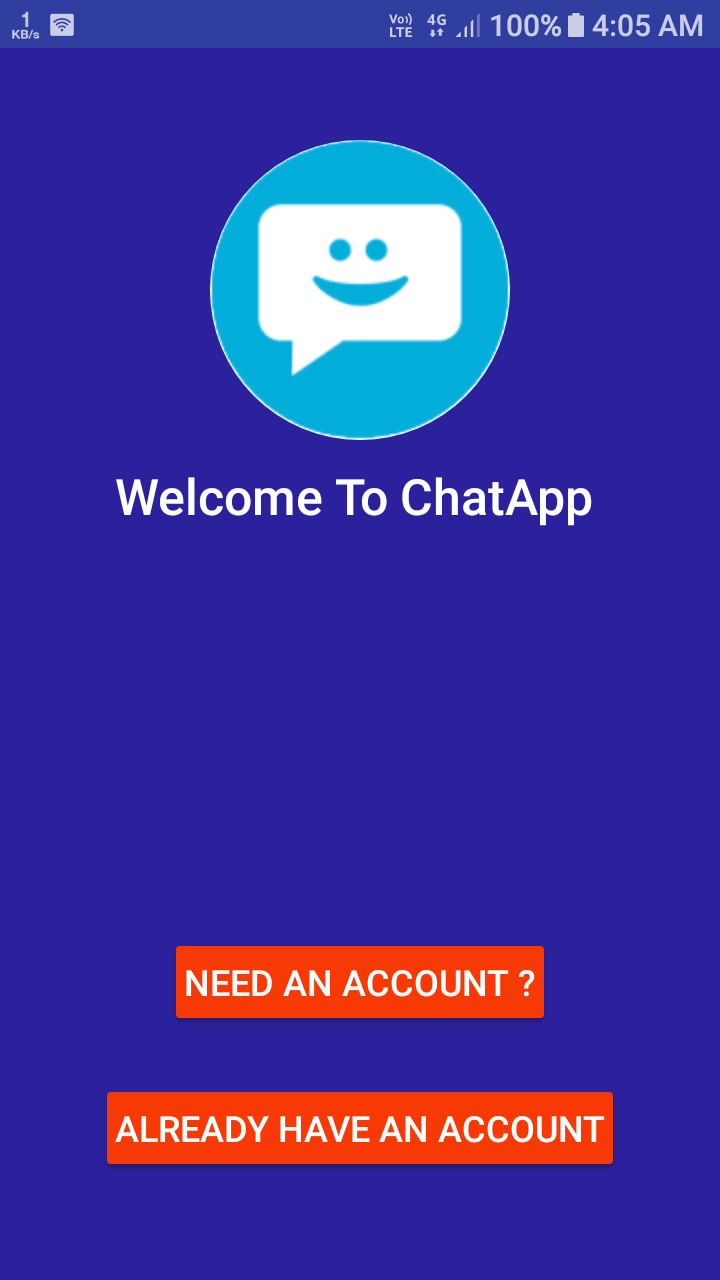 1 KB/s Vo)) LTE 4G 100% 4:05 AM
Welcome To ChatApp
NEED AN ACCOUNT ?
ALREADY HAVE AN ACCOUNT